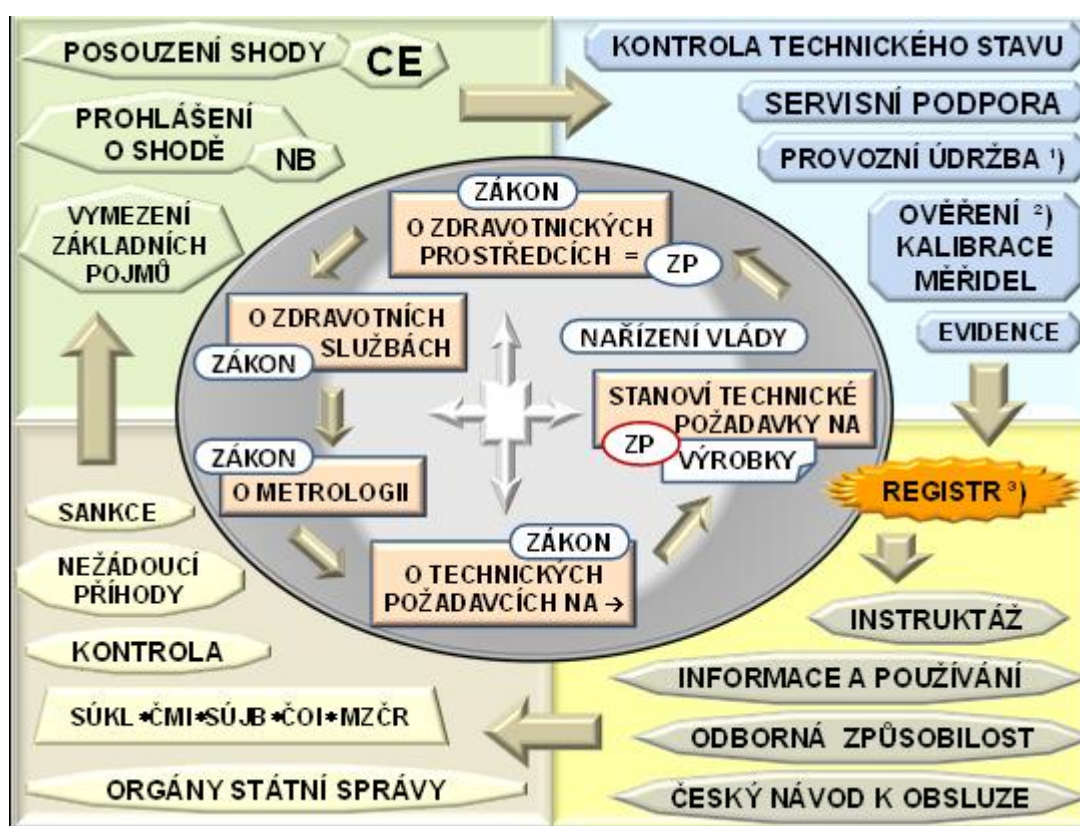 POSOUZENÍ SHODY
CE
PROHLÁŠENÍ
O SHODĚ
NB
VYMEZENÍ
ZÁKLADNÍCH
POJMŮ
KONTROLA TECHNICKÉHO STAVU
SERVISNÍ PODPORA
PROVOZNÍ ÚDRŽBA ¹)
OVĚŘENÍ ²)
KALIBRACE
MĚŘIDEL
EVIDENCE
ZÁKON
O ZDRAVOTNICKÝCH
PROSTŘEDCÍCH =
ZP
O ZDRAVOTNÍCH
SLUŽBÁCH
ZÁKON
ZÁKON
O METROLOGII
ZÁKON
O TECHNICKÝCH
POŽADAVCÍCH NA →
NAŘÍZENÍ VLÁDY
STANOVÍ TECHNICKÉ
POŽADAVKY NA
ZP
VÝROBKY
REGISTR ³)
INSTRUKTÁŽ
INFORMACE A POUŽÍVÁNÍ
ODBORNÁ ZPŮSOBILOST
ČESKÝ NÁVOD K OBSLUZE
SANKCE
NEŽÁDOUCÍ
PŘÍHODY
KONTROLA
SÚKL *ČMI*SÚJB *ČOI*MZČR
ORGÁNY STÁTNÍ SPRÁVY